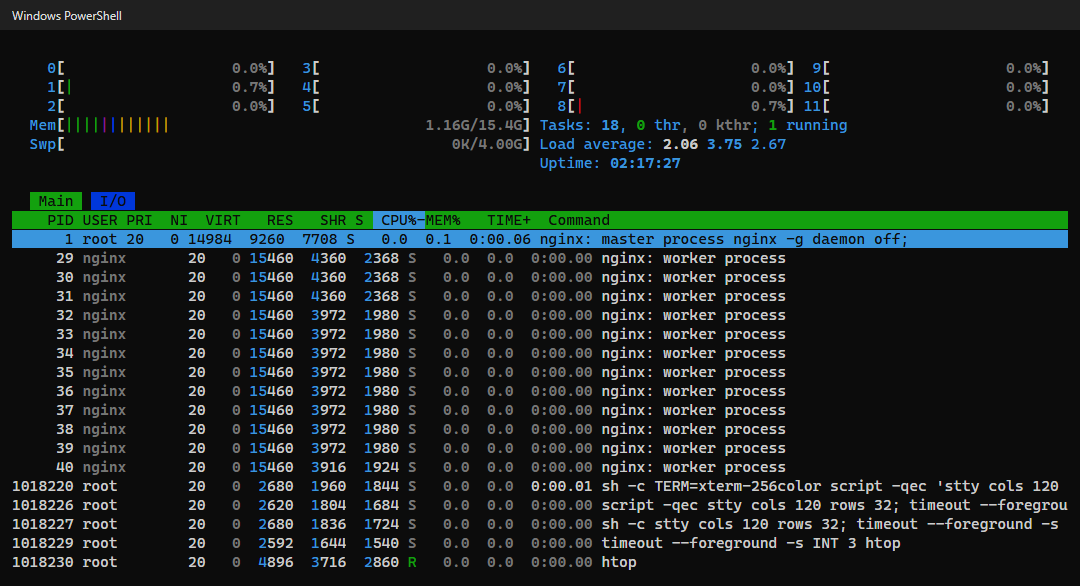 Windows PowerShell
0[ 0.0%] 3[ 0.0%] 6[ 0.0%] 9[ 0.0%]
1[| 0.7%] 4[ 0.0%] 7[ 0.0%] 10[ 0.0%]
2[ 0.0%] 5[ 0.0%] 8[| 0.7%] 11[ 0.0%]
Mem[|||||||||||| 1.16G/15.4G] Tasks: 18, 0 thr, 0 kthr; 1 running
Swp[ 0K/4.00G] Load average: 2.06 3.75 2.67
Uptime: 02:17:27
Main I/O
PID USER PRI NI VIRT RES SHR S CPU%-MEM% TIME+ Command
1 root 20 0 14984 9260 7708 S 0.0 0.1 0:00.06 nginx: master process nginx -g daemon off;
29 nginx 20 0 15460 4360 2368 S 0.0 0.0 0:00.00 nginx: worker process
30 nginx 20 0 15460 4360 2368 S 0.0 0.0 0:00.00 nginx: worker process
31 nginx 20 0 15460 4360 2368 S 0.0 0.0 0:00.00 nginx: worker process
32 nginx 20 0 15460 3972 1980 S 0.0 0.0 0:00.00 nginx: worker process
33 nginx 20 0 15460 3972 1980 S 0.0 0.0 0:00.00 nginx: worker process
34 nginx 20 0 15460 3972 1980 S 0.0 0.0 0:00.00 nginx: worker process
35 nginx 20 0 15460 3972 1980 S 0.0 0.0 0:00.00 nginx: worker process
36 nginx 20 0 15460 3972 1980 S 0.0 0.0 0:00.00 nginx: worker process
37 nginx 20 0 15460 3972 1980 S 0.0 0.0 0:00.00 nginx: worker process
38 nginx 20 0 15460 3972 1980 S 0.0 0.0 0:00.00 nginx: worker process
39 nginx 20 0 15460 3972 1980 S 0.0 0.0 0:00.00 nginx: worker process
40 nginx 20 0 15460 3916 1924 S 0.0 0.0 0:00.00 nginx: worker process
1018220 root 20 0 2680 1960 1844 S 0.0 0.0 0:00.01 sh -c TERM=xterm-256color script -qec 'stty cols 120
1018226 root 20 0 2620 1804 1684 S 0.0 0.0 0:00.00 script -qec stty cols 120 rows 32; timeout --foregrou
1018227 root 20 0 2680 1836 1724 S 0.0 0.0 0:00.00 sh -c stty cols 120 rows 32; timeout --foreground -s
1018229 root 20 0 2592 1644 1540 S 0.0 0.0 0:00.00 timeout --foreground -s INT 3 htop
1018230 root 20 0 4896 3716 2860 R 0.0 0.0 0:00.00 htop